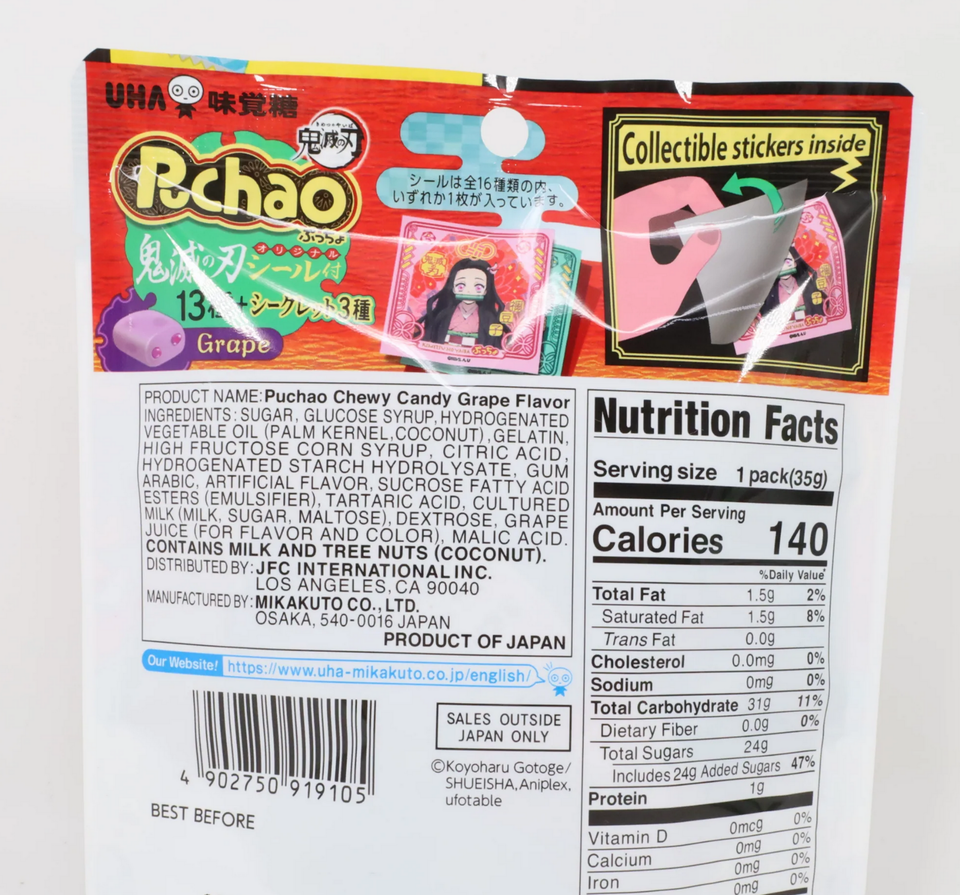 UHA 味覚糖
きめつのやいば
鬼滅の刃
Puchao
ぷっちょ
鬼滅の刃 オリジナル
シール付
13種+シークレット3種
Grape
シールは全16種類の内、
いずれか1枚が入っています。
Collectible stickers inside
PRODUCT NAME:Puchao Chewy Candy Grape Flavor
INGREDIENTS: SUGAR, GLUCOSE SYRUP,HYDROGENATED
VEGETABLE OIL (PALM KERNEL,COCONUT),GELATIN,
HIGH FRUCTOSE CORN SYRUP, CITRIC ACID,
HYDROGENATED STARCH HYDROLYSATE, GUM
ARABIC, ARTIFICIAL FLAVOR, SUCROSE FATTY ACID
ESTERS (EMULSIFIER), TARTARIC ACID, CULTURED
MILK (MILK, SUGAR, MALTOSE), DEXTROSE, GRAPE
JUICE (FOR FLAVOR AND COLOR), MALIC ACID.
CONTAINS MILK AND TREE NUTS (COCONUT).
DISTRIBUTED BY: JFC INTERNATIONAL INC.
LOS ANGELES, CA 90040
MANUFACTURED BY: MIKAKUTO CO., LTD.
OSAKA, 540-0016 JAPAN
PRODUCT OF JAPAN
Our Website! https://www.uha-mikakuto.co.jp/english/
4 902750 919105
BEST BEFORE
SALES OUTSIDE
JAPAN ONLY
©Koyoharu Gotoge/
SHUEISHA,Aniplex,
ufotable
Nutrition Facts
Serving size 1 pack(35g)
Amount Per Serving
Calories 140
%Daily Value*
Total Fat 1.5g 2%
Saturated Fat 1.5g 8%
Trans Fat 0.0g
Cholesterol 0.0mg 0%
Sodium 0mg 0%
Total Carbohydrate 31g 11%
Dietary Fiber 0.0g 0%
Total Sugars 24g
Includes 24g Added Sugars 47%
Protein 1g
Vitamin D 0mcg 0%
Calcium 0mg 0%
Iron 0mg 0%
0mg 0%